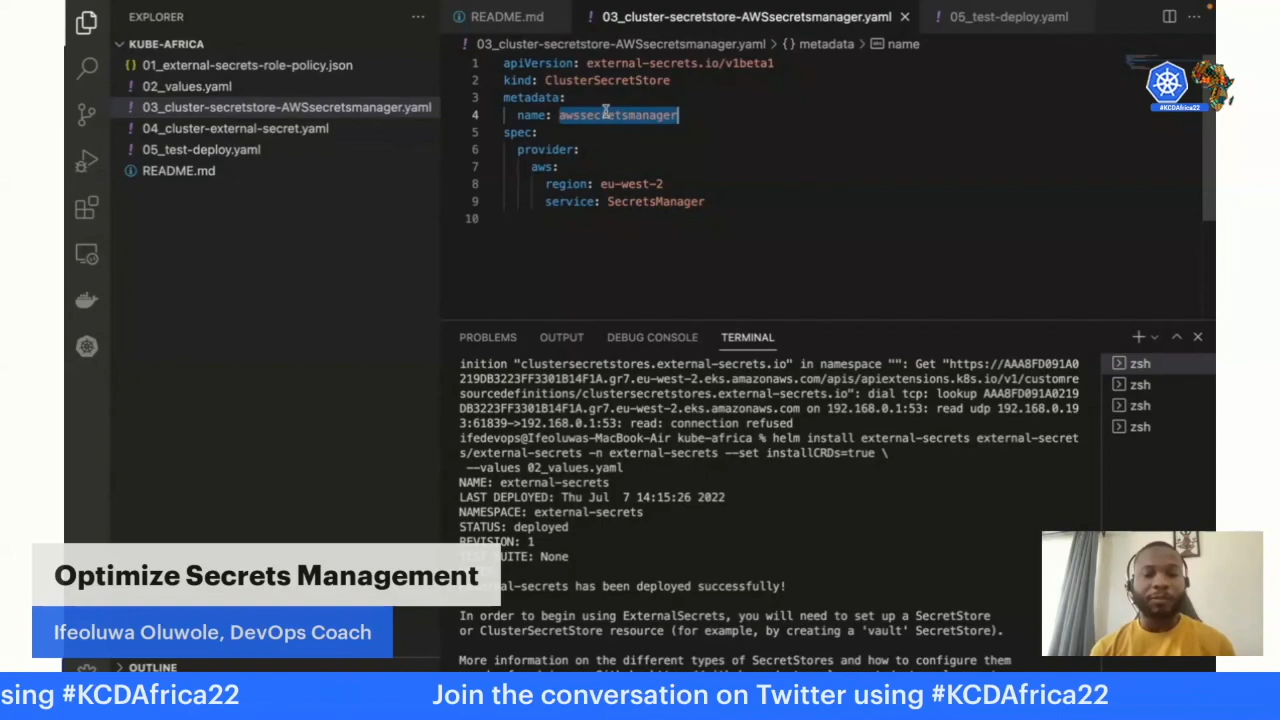 EXPLORER
KUBE-AFRICA
01_external-secrets-role-policy.json
02_values.yaml
03_cluster-secretstore-AWSsecretsmanager.yaml
04_cluster-external-secret.yaml
05_test-deploy.yaml
README.md
OUTLINE
README.md
03_cluster-secretstore-AWSsecretsmanager.yaml
05_test-deploy.yaml
03_cluster-secretstore-AWSsecretsmanager.yaml > {} metadata > name
1 apiVersion: external-secrets.io/v1beta1
2 kind: ClusterSecretStore
3 metadata:
4 name: awssecretsmanager
5 spec:
6 provider:
7 aws:
8 region: eu-west-2
9 service: SecretsManager
10
#KCDAfrica22
PROBLEMS OUTPUT DEBUG CONSOLE TERMINAL
inition "clustersecretstores.external-secrets.io" in namespace "": Get "https://AAA8FD091A0
219DB3223FF3301B14F1A.gr7.eu-west-2.eks.amazonaws.com/apis/apiextensions.k8s.io/v1/customre
sourcedefinitions/clustersecretstores.external-secrets.io": dial tcp: lookup AAA8FD091A0219
DB3223FF3301B14F1A.gr7.eu-west-2.eks.amazonaws.com on 192.168.0.1:53: read udp 192.168.0.19
3:61839->192.168.0.1:53: read: connection refused
ifedevops@Ifeoluwas-MacBook-Air kube-africa % helm install external-secrets external-secret
s/external-secrets -n external-secrets --set installCRDs=true \
--values 02_values.yaml
NAME: external-secrets
LAST DEPLOYED: Thu Jul 7 14:15:26 2022
NAMESPACE: external-secrets
STATUS: deployed
REVISION: 1
SUITE: None
-secrets has been deployed successfully!
In order to begin using ExternalSecrets, you will need to set up a SecretStore
or ClusterSecretStore resource (for example, by creating a 'vault' SecretStore).
More information on the different types of SecretStores and how to configure them
zsh
zsh
zsh
zsh
Optimize Secrets Management
Ifeoluwa Oluwole, DevOps Coach
sing #KCDAfrica22
Join the conversation on Twitter using #KCDAfrica22